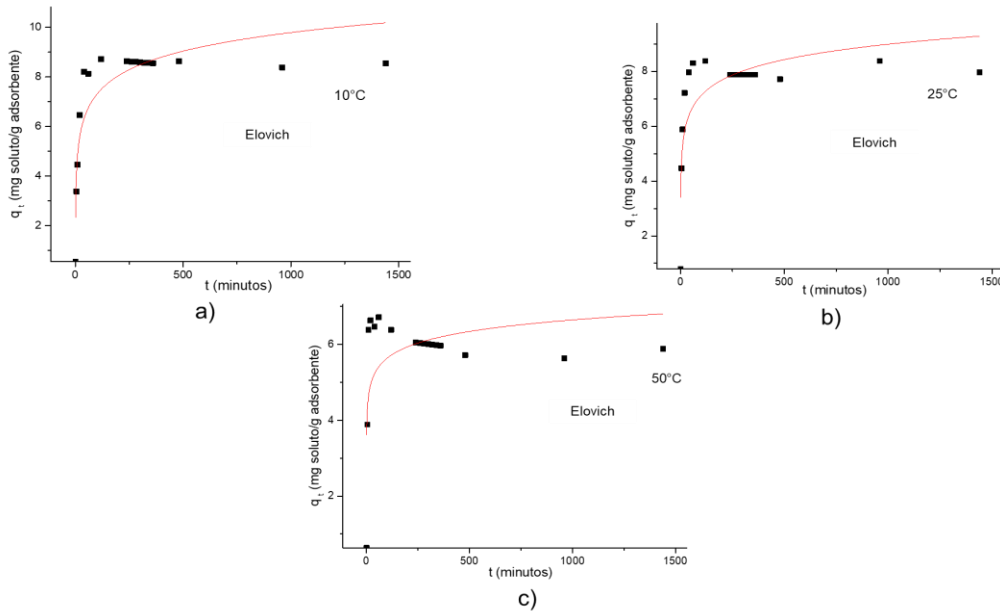 10
8
6
4
2
q t (mg soluto/g adsorbente)
10°C
Elovich
0
500
1000
1500
t (minutos)
a)
10
8
6
4
2
q t (mg soluto/g adsorbente)
25°C
Elovich
0
500
1000
1500
t (minutos)
b)
6
4
2
q t (mg soluto/g adsorbente)
50°C
Elovich
0
500
1000
1500
t (minutos)
c)